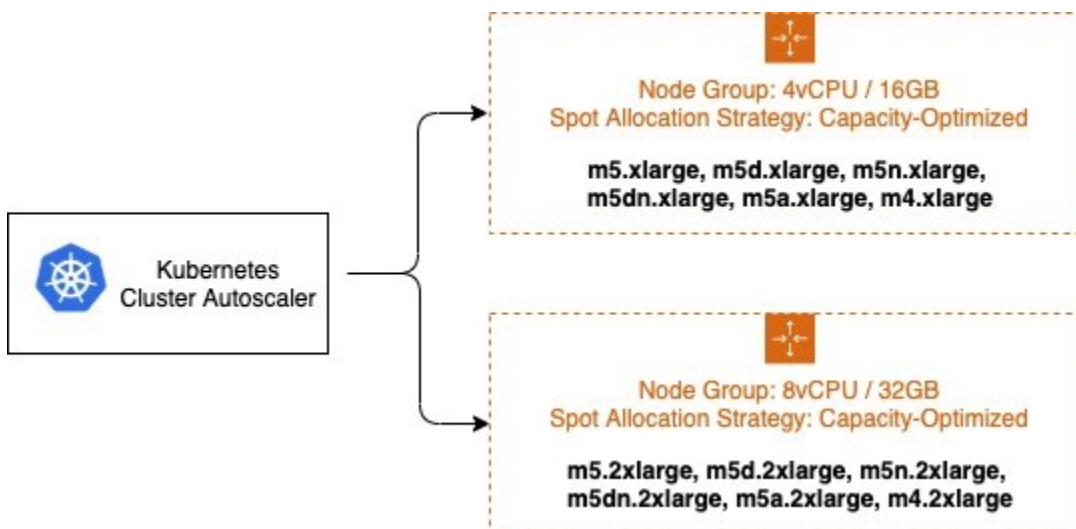 Node Group: 4vCPU / 16GB
Spot Allocation Strategy: Capacity-Optimized
m5.xlarge, m5d.xlarge, m5n.xlarge,
m5dn.xlarge, m5a.xlarge, m4.xlarge
Kubernetes
Cluster Autoscaler
Node Group: 8vCPU / 32GB
Spot Allocation Strategy: Capacity-Optimized
m5.2xlarge, m5d.2xlarge, m5n.2xlarge,
m5dn.2xlarge, m5a.2xlarge, m4.2xlarge